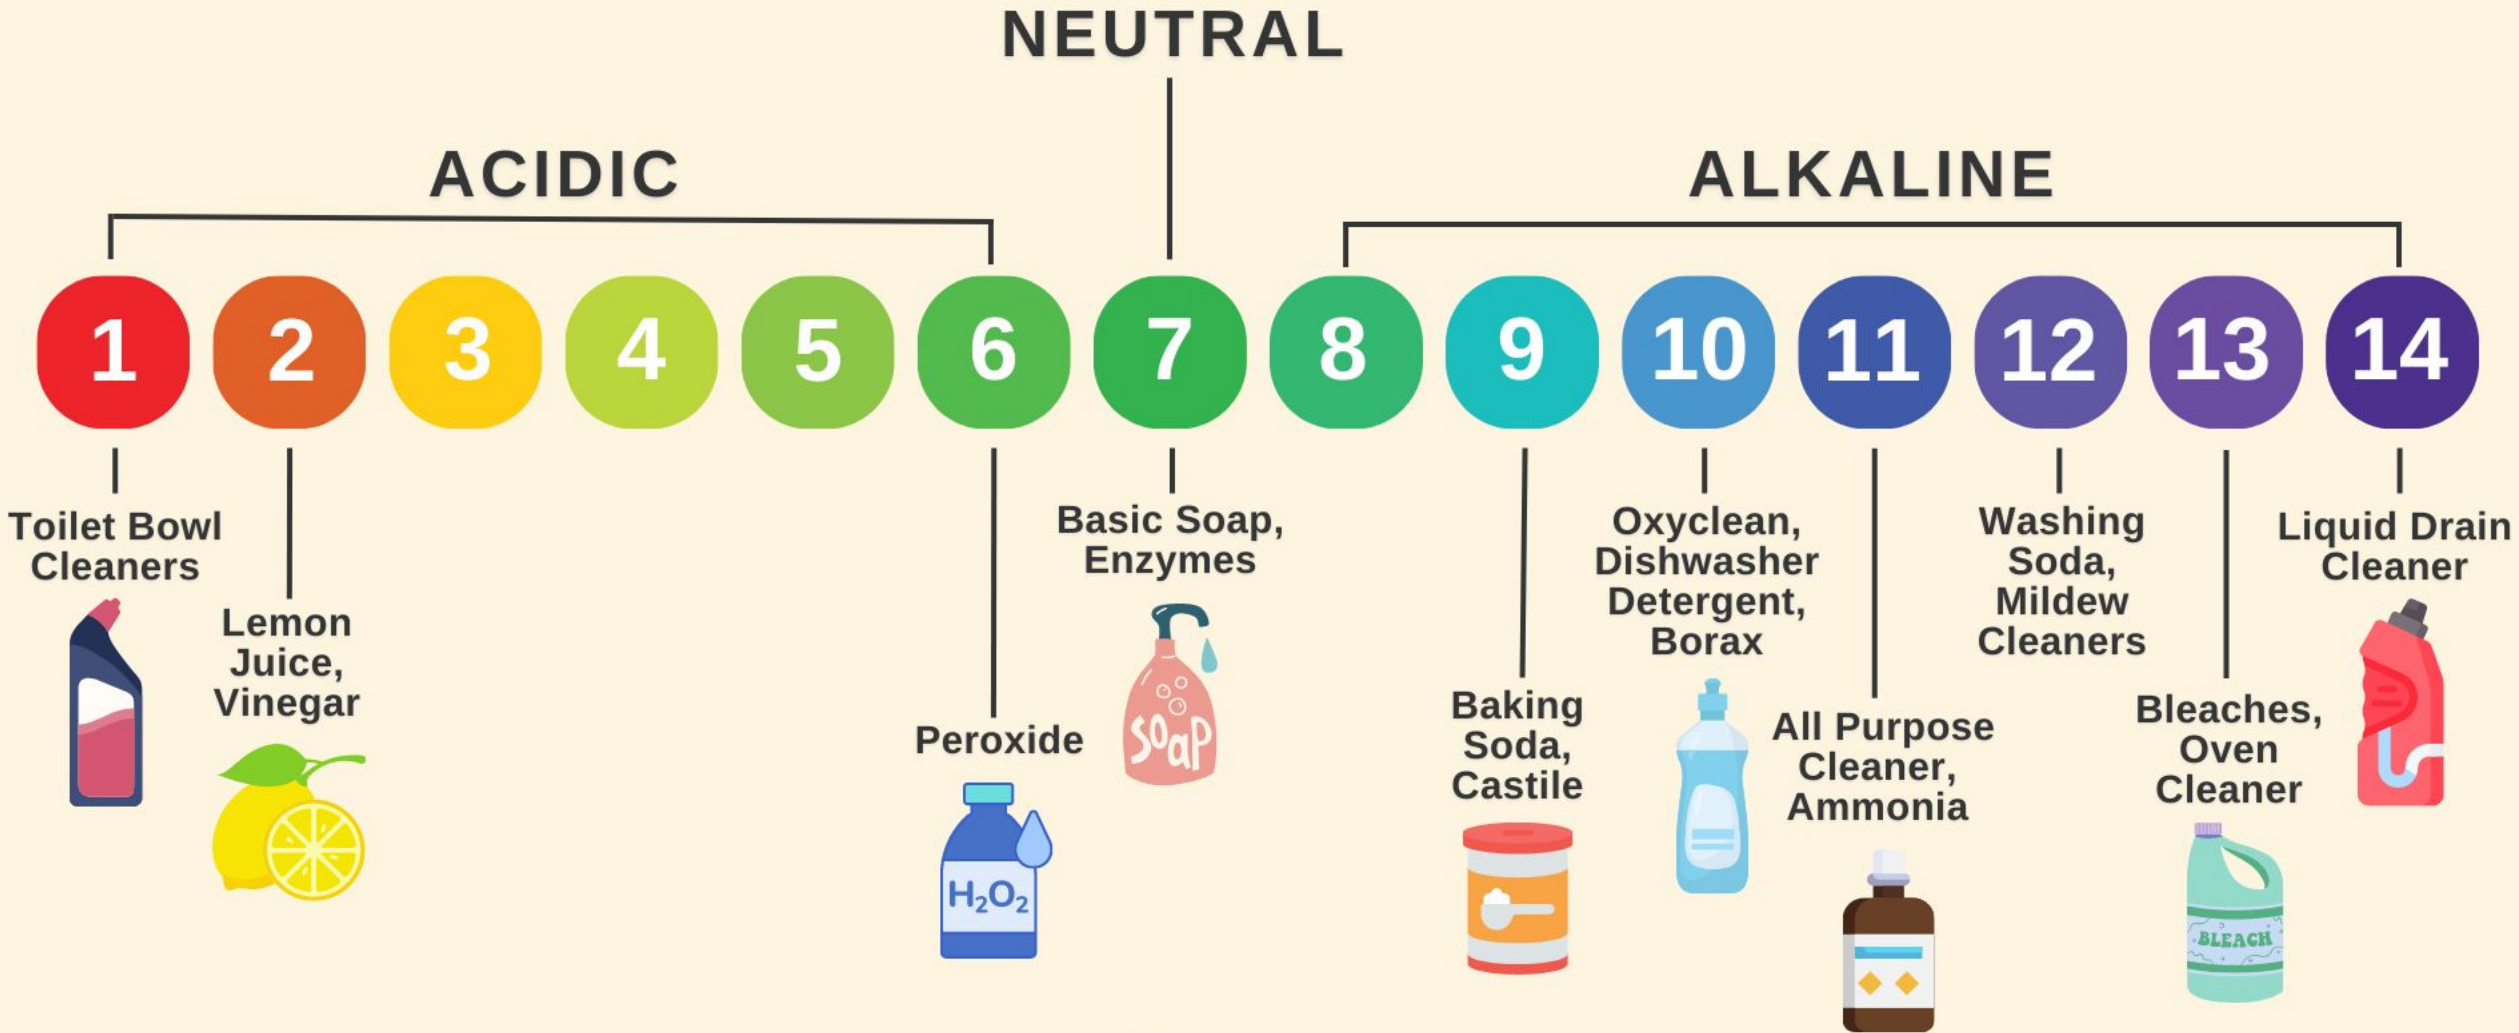 NEUTRAL
ACIDIC
ALKALINE
1
2
3
4
5
6
7
8
9
10
11
12
13
14
Toilet Bowl
Cleaners
Lemon
Juice,
Vinegar
Peroxide
H₂O₂
Basic Soap,
Enzymes
SOAP
Baking
Soda,
Castile
Oxyclean,
Dishwasher
Detergent,
Borax
All Purpose
Cleaner,
Ammonia
Washing
Soda,
Mildew
Cleaners
Bleaches,
Oven
Cleaner
BLEACH
Liquid Drain
Cleaner